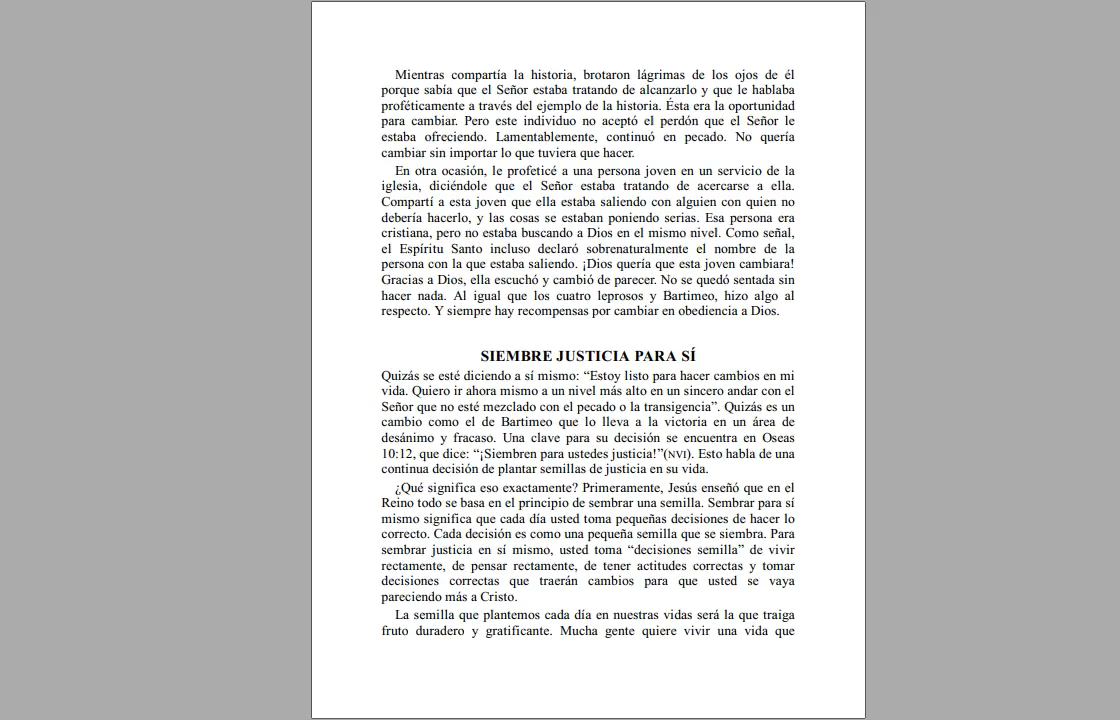 Mientras compartía la historia, brotaron lágrimas de los ojos de él
porque sabía que el Señor estaba tratando de alcanzarlo y que le hablaba
proféticamente a través del ejemplo de la historia. Ésta era la oportunidad
para cambiar. Pero este individuo no aceptó el perdón que el Señor le
estaba ofreciendo. Lamentablemente, continuó en pecado. No quería
cambiar sin importar lo que tuviera que hacer.
En otra ocasión, le profeticé a una persona joven en un servicio de la
iglesia, diciéndole que el Señor estaba tratando de acercarse a ella.
Compartí a esta joven que ella estaba saliendo con alguien con quien no
debería hacerlo, y las cosas se estaban poniendo serias. Esa persona era
cristiana, pero no estaba buscando a Dios en el mismo nivel. Como señal,
el Espíritu Santo incluso declaró sobrenaturalmente el nombre de la
persona con la que estaba saliendo. ¡Dios quería que esta joven cambiara!
Gracias a Dios, ella escuchó y cambió de parecer. No se quedó sentada sin
hacer nada. Al igual que los cuatro leprosos y Bartimeo, hizo algo al
respecto. Y siempre hay recompensas por cambiar en obediencia a Dios.
SIEMBRE JUSTICIA PARA SÍ
Quizás se esté diciendo a sí mismo: “Estoy listo para hacer cambios en mi
vida. Quiero ir ahora mismo a un nivel más alto en un sincero andar con el
Señor que no esté mezclado con el pecado o la transigencia”. Quizás es un
cambio como el de Bartimeo que lo lleva a la victoria en un área de
desánimo y fracaso. Una clave para su decisión se encuentra en Oseas
10:12, que dice: “¡Siembren para ustedes justicia!”(NVI). Esto habla de una
continua decisión de plantar semillas de justicia en su vida.
¿Qué significa eso exactamente? Primeramente, Jesús enseñó que en el
Reino todo se basa en el principio de sembrar una semilla. Sembrar para sí
mismo significa que cada día usted toma pequeñas decisiones de hacer lo
correcto. Cada decisión es como una pequeña semilla que se siembra. Para
sembrar justicia en sí mismo, usted toma “decisiones semilla” de vivir
rectamente, de pensar rectamente, de tener actitudes correctas y tomar
decisiones correctas que traerán cambios para que usted se vaya
pareciendo más a Cristo.
La semilla que plantemos cada día en nuestras vidas será la que traiga
fruto duradero y gratificante. Mucha gente quiere vivir una vida que